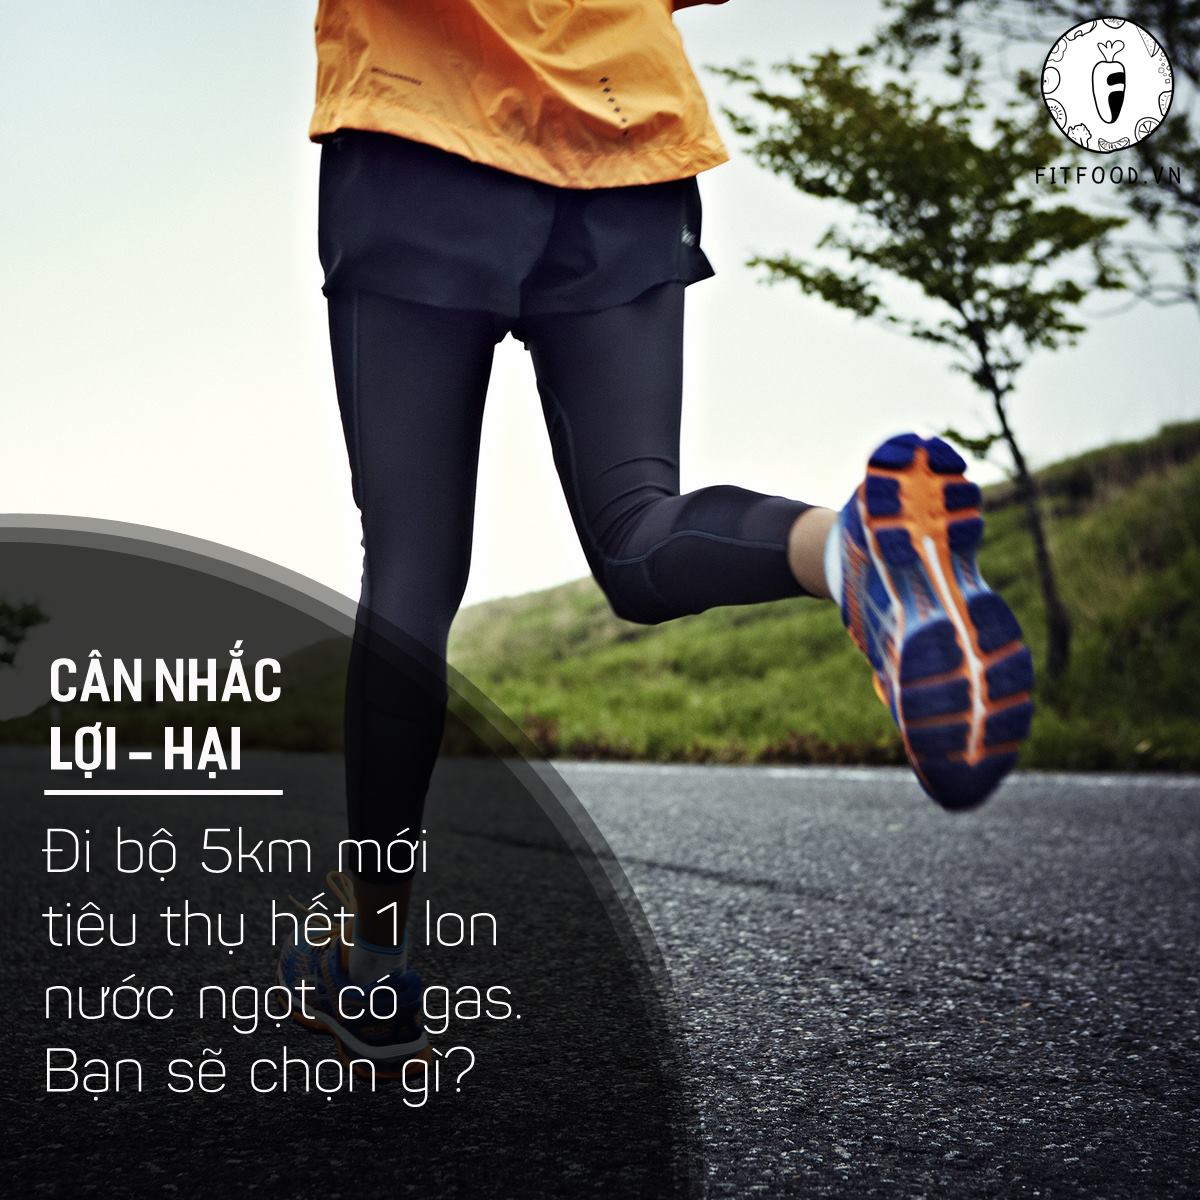 FITFOOD.VN
CÂN NHẮC
LỢI – HẠI
Đi bộ 5km mới
tiêu thụ hết 1 lon
nước ngọt có gas.
Bạn sẽ chọn gì?